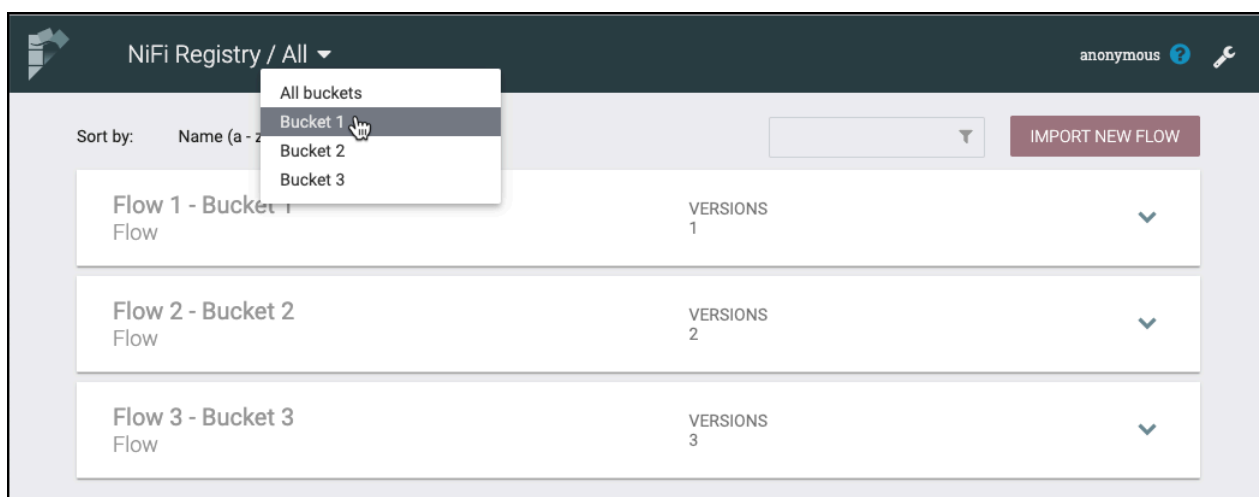 NiFi Registry / All
anonymous
All buckets
Bucket 1
Bucket 2
Bucket 3
Sort by: Name (a - z
IMPORT NEW FLOW
Flow 1 - Bucket 1
Flow
VERSIONS
1
Flow 2 - Bucket 2
Flow
VERSIONS
2
Flow 3 - Bucket 3
Flow
VERSIONS
3